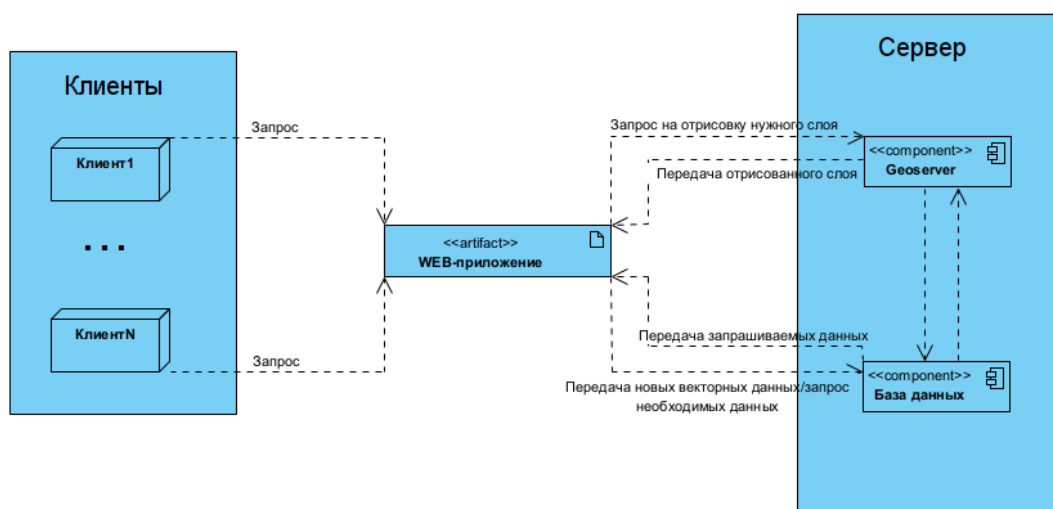 Клиенты
Клиент1
. . .
КлиентN
Запрос
Запрос
<<artifact>>
WEB-приложение
Запрос на отрисовку нужного слоя
Передача отрисованного слоя
Передача запрашиваемых данных
Передача новых векторных данных/запрос
необходимых данных
Сервер
<<component>>
Geoserver
<<component>>
База данных